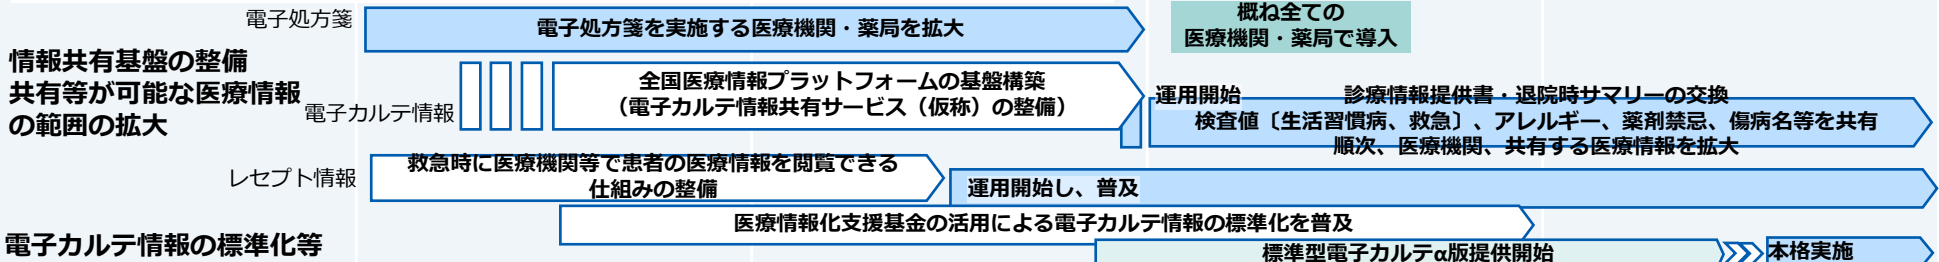 電子処方箋
電子処方箋を実施する医療機関・薬局を拡大
概ね全ての
医療機関・薬局で導入
情報共有基盤の整備
共有等が可能な医療情報
の範囲の拡大
電子カルテ情報
全国医療情報プラットフォームの基盤構築
（電子カルテ情報共有サービス（仮称）の整備）
運用開始
診療情報提供書・退院時サマリーの交換
検査値〔生活習慣病、救急〕、アレルギー、薬剤禁忌、傷病名等を共有
順次、医療機関、共有する医療情報を拡大
レセプト情報
救急時に医療機関等で患者の医療情報を閲覧できる
仕組みの整備
運用開始し、普及
医療情報化支援基金の活用による電子カルテ情報の標準化を普及
電子カルテ情報の標準化等
標準型電子カルテα版提供開始
本格実施